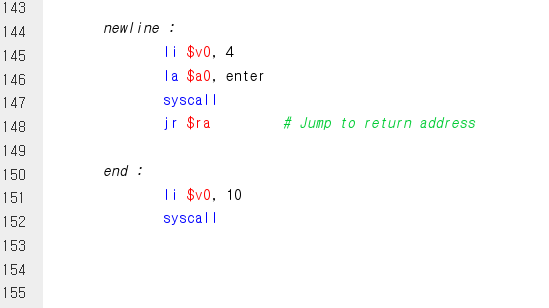 143
144 newline :
145 li $v0, 4
146 la $a0, enter
147 syscall
148 jr $ra # Jump to return address
149
150 end :
151 li $v0, 10
152 syscall
153
154
155